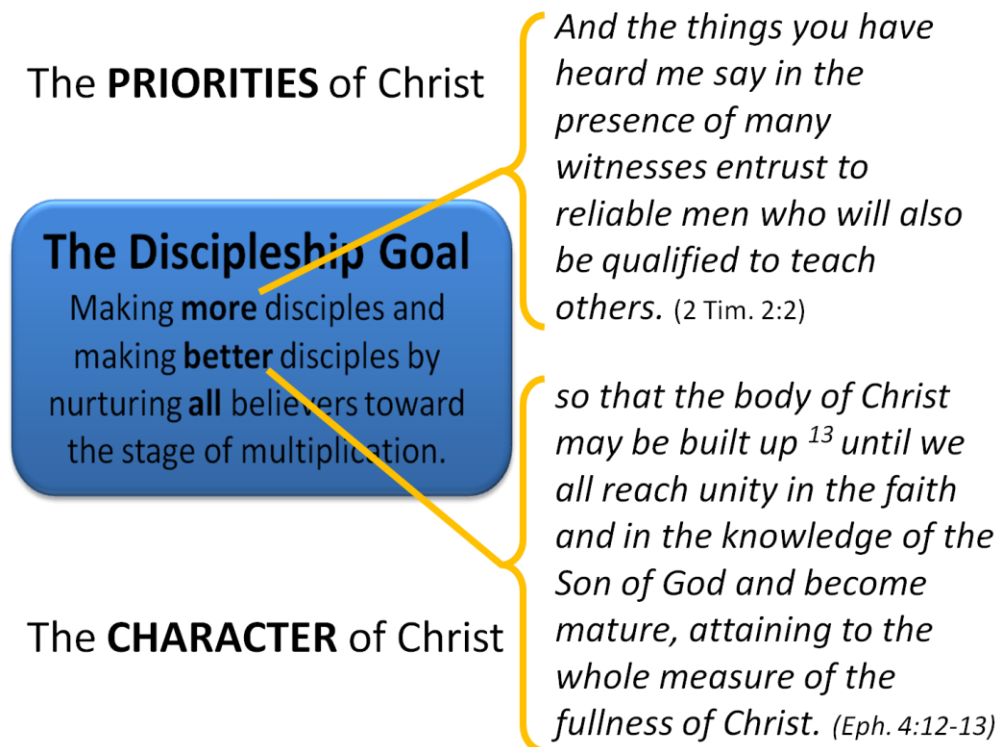 The PRIORITIES of Christ
And the things you have
heard me say in the
presence of many
witnesses entrust to
reliable men who will also
be qualified to teach
others. (2 Tim. 2:2)
The Discipleship Goal
Making more disciples and
making better disciples by
nurturing all believers toward
the stage of multiplication.
The CHARACTER of Christ
so that the body of Christ
may be built up 13 until we
all reach unity in the faith
and in the knowledge of the
Son of God and become
mature, attaining to the
whole measure of the
fullness of Christ. (Eph. 4:12-13)